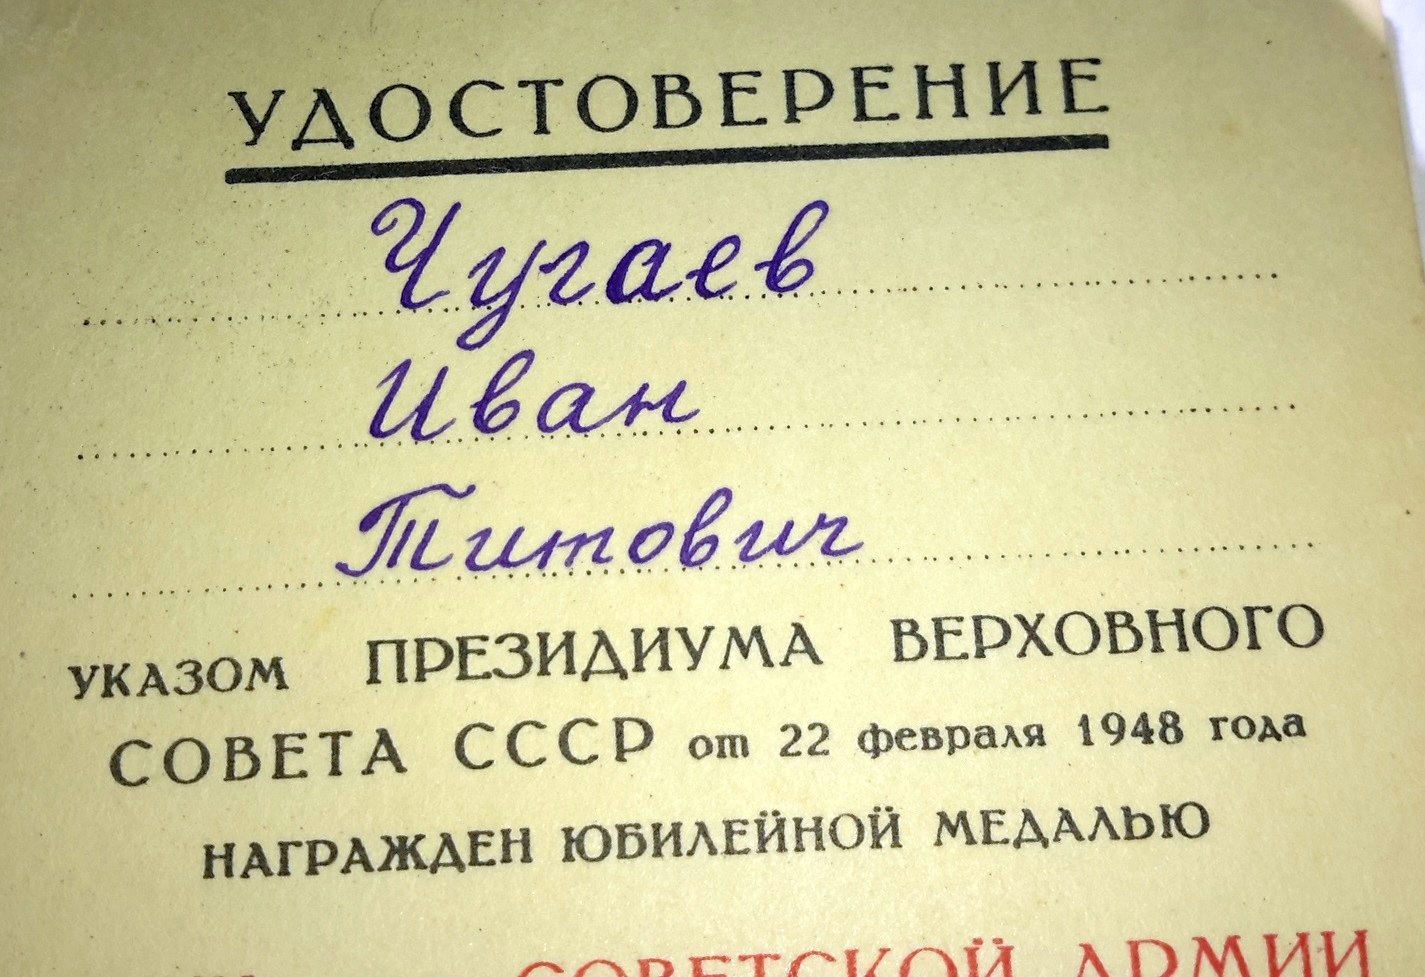 УДОСТОВЕРЕНИЕ
Чугаев
Иван
Титович
УКАЗОМ ПРЕЗИДИУМА ВЕРХОВНОГО
СОВЕТА СССР от 22 февраля 1948 года
НАГРАЖДЕН ЮБИЛЕЙНОЙ МЕДАЛЬЮ
СОВЕТСКОЙ АРМИИ